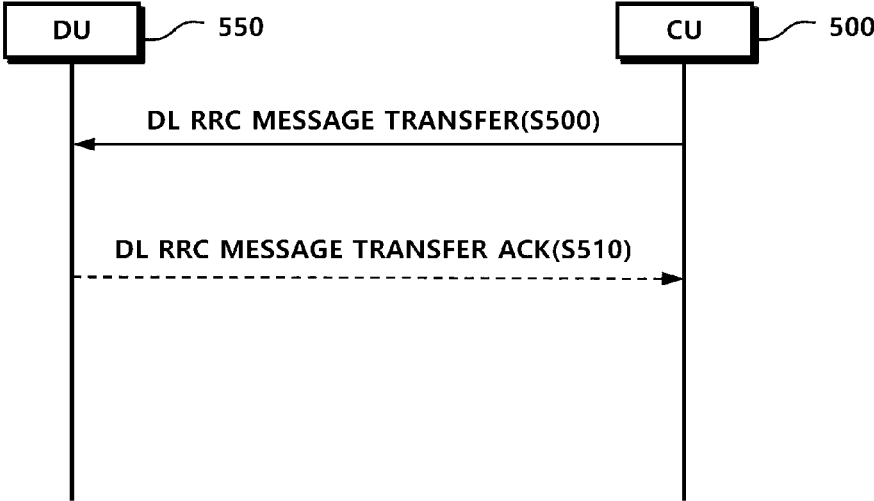 DU
550
CU
500
DL RRC MESSAGE TRANSFER(S500)
DL RRC MESSAGE TRANSFER ACK(S510)